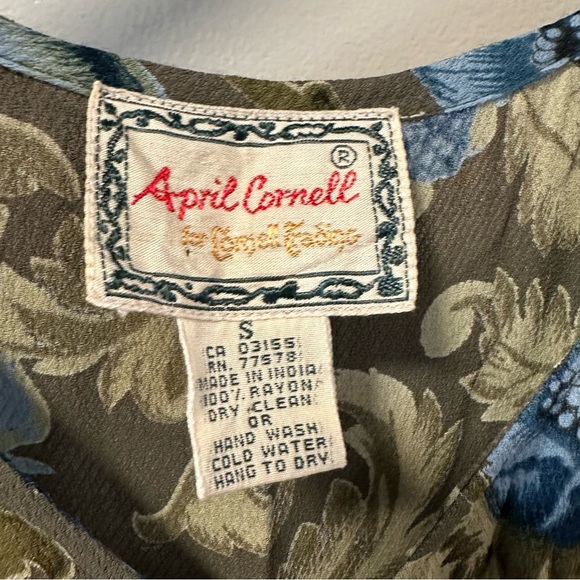 April Cornell ®
for Cornell Trading
S
CA 03155
RN. 77578
MADE IN INDIA
100% RAYON
DRY CLEAN
OR
HAND WASH
COLD WATER
HANG TO DRY